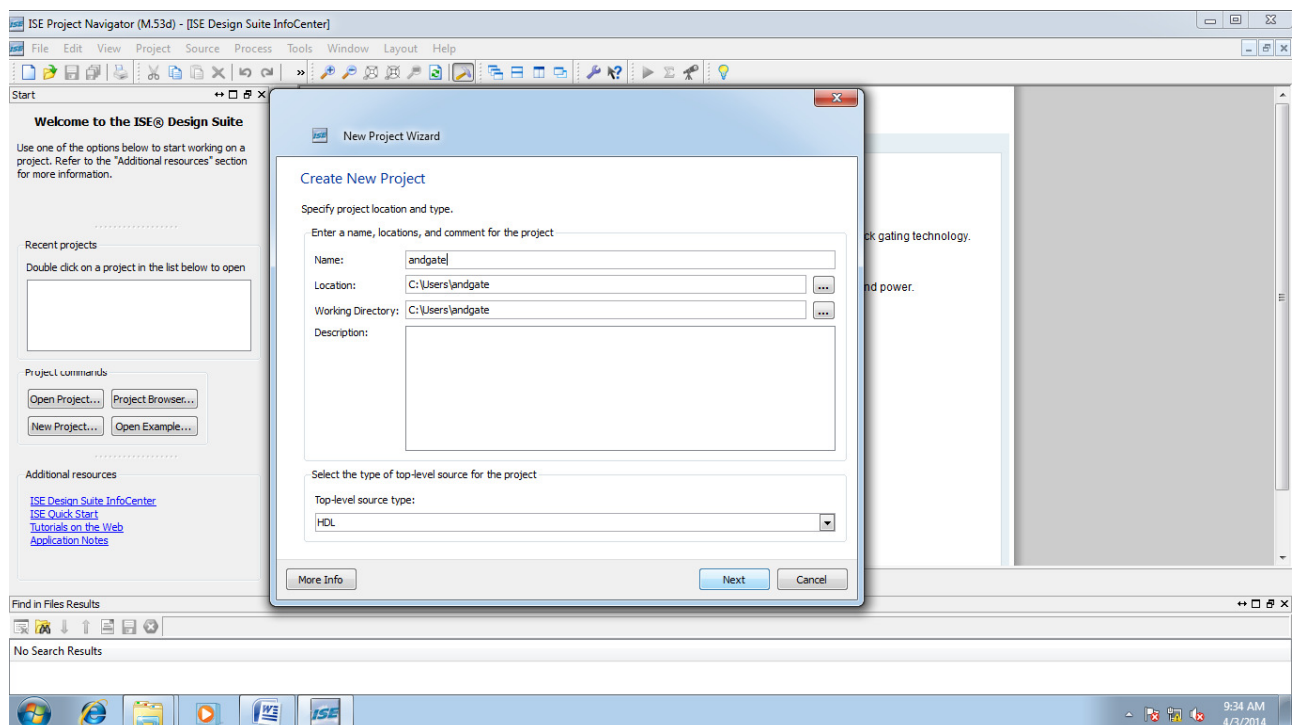 ISE Project Navigator (M.53d) - [ISE Design Suite InfoCenter]
File Edit View Project Source Process Tools Window Layout Help
Start
Welcome to the ISE® Design Suite
Use one of the options below to start working on a
project. Refer to the "Additional resources" section
for more information.
Recent projects
Double click on a project in the list below to open
Project commands
Open Project... Project Browser...
New Project... Open Example...
Additional resources
ISE Design Suite InfoCenter
ISE Quick Start
Tutorials on the Web
Application Notes
New Project Wizard
Create New Project
Specify project location and type.
Enter a name, locations, and comment for the project
Name: andgate
Location: C:\Users\andgate ...
Working Directory: C:\Users\andgate ...
Description:
Select the type of top-level source for the project
Top-level source type:
HDL
More Info Next Cancel
ck gating technology.
nd power.
Find in Files Results
No Search Results
ISE
9:34 AM
4/3/2014